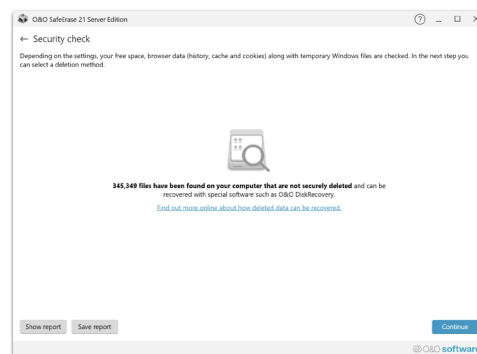 O&O SafeErase 21 Server Edition
← Security check
Depending on the settings, your free space, browser data (history, cache and cookies) along with temporary Windows files are checked. In the next step you
can select a deletion method.
345,349 files have been found on your computer that are not securely deleted and can be
recovered with special software such as O&O DiskRecovery.
Find out more online about how deleted data can be recovered.
Show report Save report Continue
O&O software